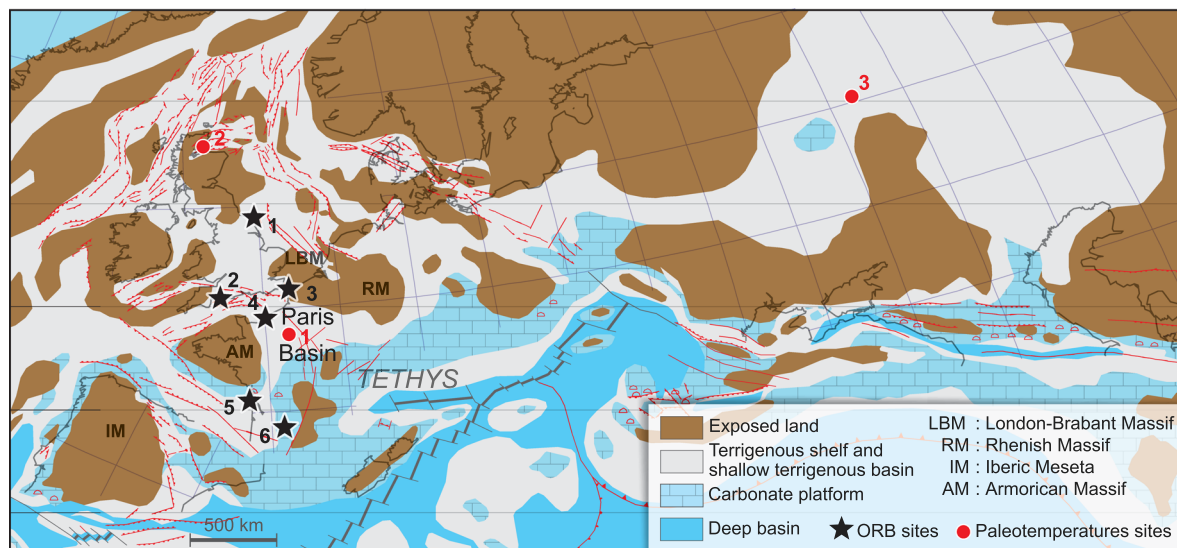 3
2
1
LBM
2
3
RM
4
Paris
1
Basin
AM
TETHYS
5
6
IM
500 km
Exposed land
Terrigenous shelf and
shallow terrigenous basin
Carbonate platform
Deep basin
LBM : London-Brabant Massif
RM : Rhenish Massif
IM : Iberic Meseta
AM : Armorican Massif
ORB sites
Paleotemperatures sites